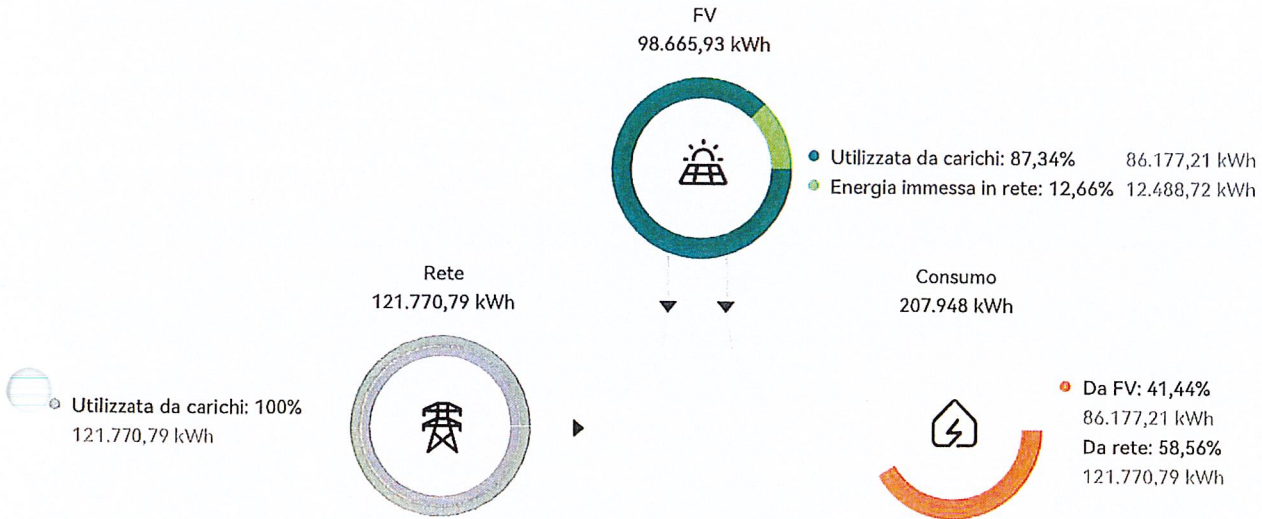 FV
98.665,93 kWh
Utilizzata da carichi: 87,34% 86.177,21 kWh
Energia immessa in rete: 12,66% 12.488,72 kWh
Rete
121.770,79 kWh
Consumo
207.948 kWh
Utilizzata da carichi: 100%
121.770,79 kWh
Da FV: 41,44%
86.177,21 kWh
Da rete: 58,56%
121.770,79 kWh